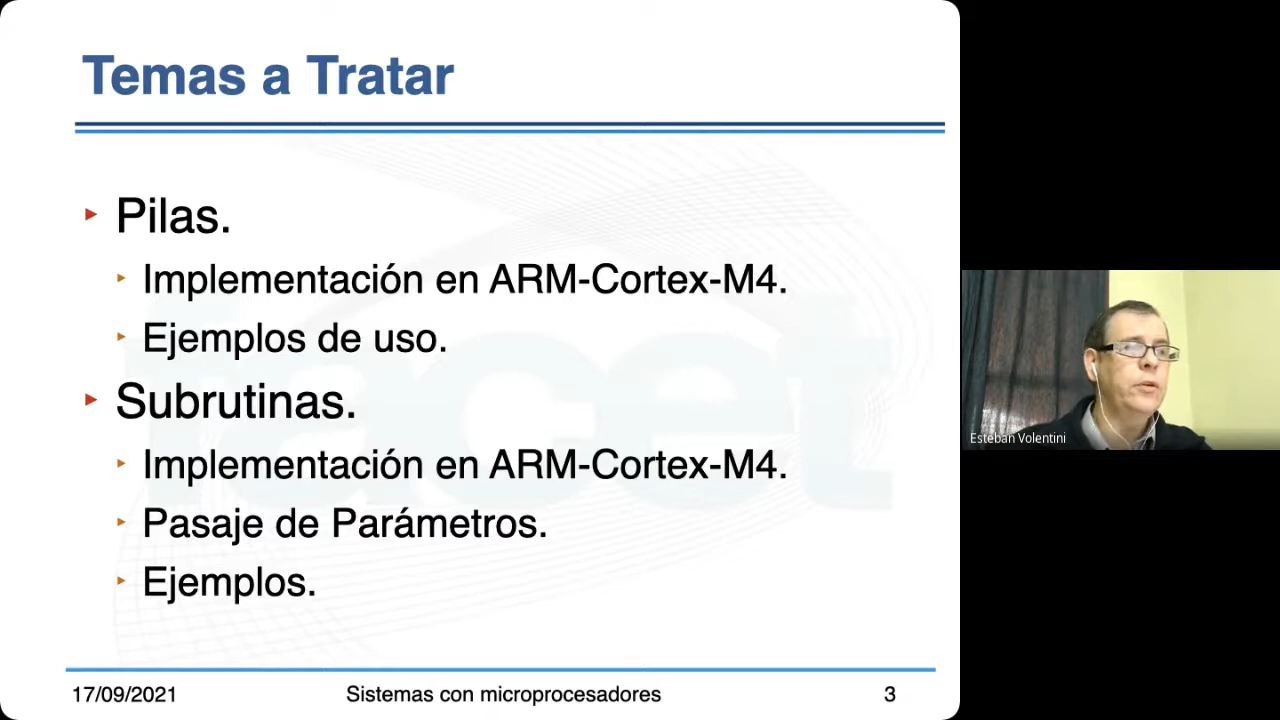 Temas a Tratar
Pilas.
Implementación en ARM-Cortex-M4.
Ejemplos de uso.
Subrutinas.
Implementación en ARM-Cortex-M4.
Pasaje de Parámetros.
Ejemplos.
17/09/2021 Sistemas con microprocesadores 3
Esteban Volentini
facet